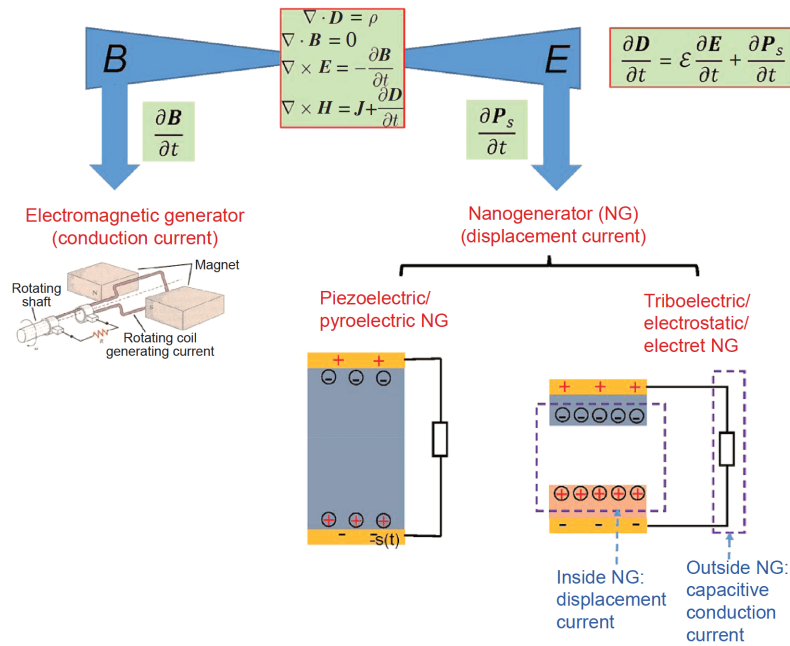 B
∇ · D = ρ
∇ · B = 0
∇ × E = -∂B/∂t
∇ × H = J+∂D/∂t
E
∂D/∂t = ε ∂E/∂t + ∂Pₛ/∂t
∂B/∂t
∂Pₛ/∂t
Electromagnetic generator
(conduction current)
Nanogenerator (NG)
(displacement current)
Magnet
Rotating
shaft
N
R
Rotating coil
generating current
Piezoelectric/
pyroelectric NG
Triboelectric/
electrostatic/
electret NG
+ +
- - -
+ + +
- -
-s(t)
+ + +
- - - - -
+ + + + +
- - -
Inside NG:
displacement
current
Outside NG:
capacitive
conduction
current